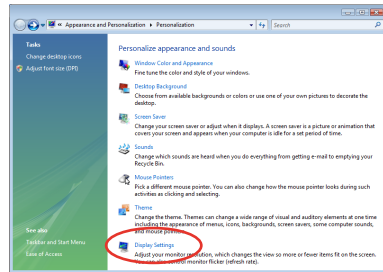 « Appearance and Personalization ▸ Personalization
Search
Tasks
Change desktop icons
Adjust font size (DPI)
See also
Taskbar and Start Menu
Ease of Access
Personalize appearance and sounds
Window Color and Appearance
Fine tune the color and style of your windows.
Desktop Background
Choose from available backgrounds or colors or use one of your own pictures to decorate the
desktop.
Screen Saver
Change your screen saver or adjust when it displays. A screen saver is a picture or animation that
covers your screen and appears when your computer is idle for a set period of time.
Sounds
Change which sounds are heard when you do everything from getting e-mail to emptying your
Recycle Bin.
Mouse Pointers
Pick a different mouse pointer. You can also change how the mouse pointer looks during such
activities as clicking and selecting.
Theme
Change the theme. Themes can change a wide range of visual and auditory elements at one time
including the appearance of menus, icons, backgrounds, screen savers, some computer sounds,
and mouse pointers.
Display Settings
Adjust your monitor resolution, which changes the view so more or fewer items fit on the screen.
You can also control monitor flicker (refresh rate).